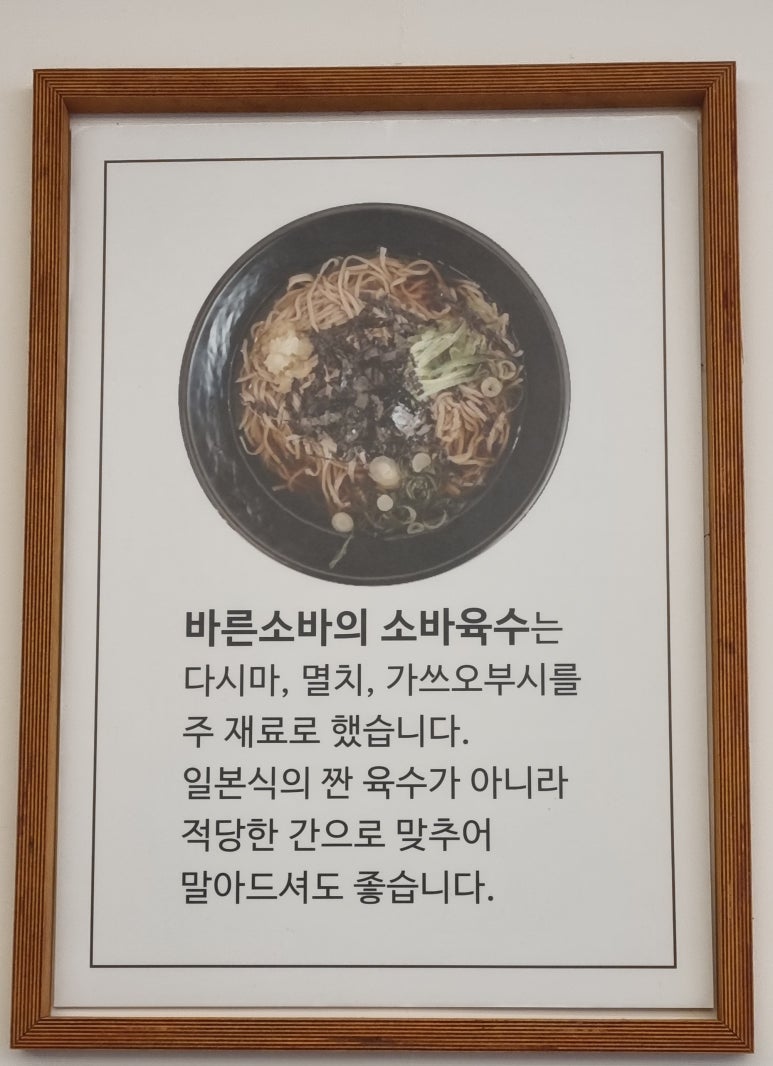 바른소바의 소바육수는
다시마, 멸치, 가쓰오부시를
주 재료로 했습니다.
일본식의 짠 육수가 아니라
적당한 간으로 맞추어
말아드셔도 좋습니다.